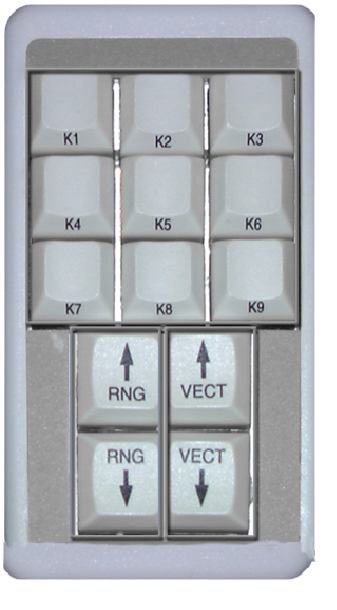 K1 K2 K3
K4 K5 K6
K7 K8 K9
RNG VECT
RNG VECT